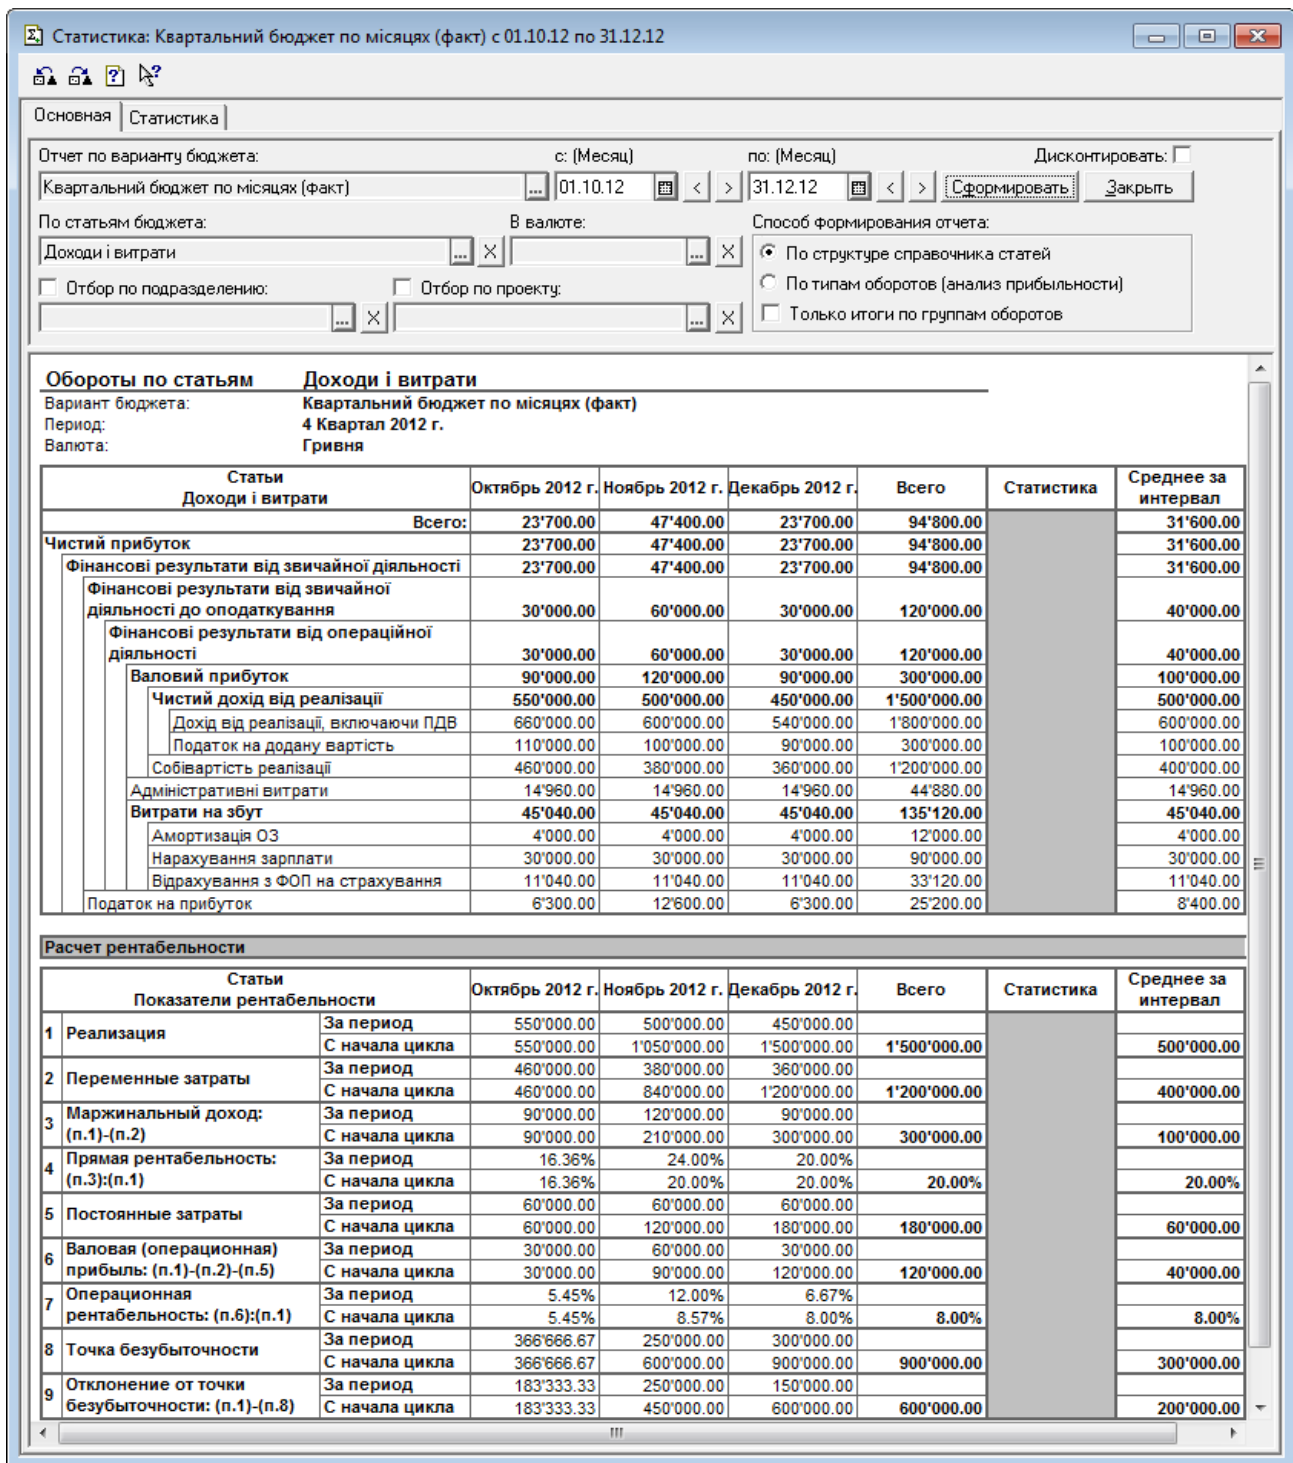 Статистика: Квартальний бюджет по місяцях (факт) с 01.10.12 по 31.12.12
Основная Статистика
Отчет по варианту бюджета: с: (Месяц) по: (Месяц) Дисконтировать:
Квартальний бюджет по місяцях (факт) ... 01.10.12 < > 31.12.12 < > Сформировать Закрыть
По статьям бюджета: В валюте: Способ формирования отчета:
Доходи і витрати ... X ... X По структуре справочника статей
Отбор по подразделению: Отбор по проекту: По типам оборотов (анализ прибыльности)
... X ... X Только итоги по группам оборотов
Обороты по статьям Доходи і витрати
Вариант бюджета: Квартальний бюджет по місяцях (факт)
Период: 4 Квартал 2012 г.
Валюта: Гривня
Статьи
Доходи і витрати Октябрь 2012 г. Ноябрь 2012 г. Декабрь 2012 г. Всего Статистика Среднее за
интервал
Всего: 23'700.00 47'400.00 23'700.00 94'800.00 31'600.00
Чистий прибуток 23'700.00 47'400.00 23'700.00 94'800.00 31'600.00
Фінансові результати від звичайної діяльності 23'700.00 47'400.00 23'700.00 94'800.00 31'600.00
Фінансові результати від звичайної
діяльності до оподаткування 30'000.00 60'000.00 30'000.00 120'000.00 40'000.00
Фінансові результати від операційної
діяльності 30'000.00 60'000.00 30'000.00 120'000.00 40'000.00
Валовий прибуток 90'000.00 120'000.00 90'000.00 300'000.00 100'000.00
Чистий дохід від реалізації 550'000.00 500'000.00 450'000.00 1'500'000.00 500'000.00
Дохід від реалізації, включаючи ПДВ 660'000.00 600'000.00 540'000.00 1'800'000.00 600'000.00
Податок на додану вартість 110'000.00 100'000.00 90'000.00 300'000.00 100'000.00
Собівартість реалізації 460'000.00 380'000.00 360'000.00 1'200'000.00 400'000.00
Адміністративні витрати 14'960.00 14'960.00 14'960.00 44'880.00 14'960.00
Витрати на збут 45'040.00 45'040.00 45'040.00 135'120.00 45'040.00
Амортизація ОЗ 4'000.00 4'000.00 4'000.00 12'000.00 4'000.00
Нарахування зарплати 30'000.00 30'000.00 30'000.00 90'000.00 30'000.00
Відрахування з ФОП на страхування 11'040.00 11'040.00 11'040.00 33'120.00 11'040.00
Податок на прибуток 6'300.00 12'600.00 6'300.00 25'200.00 8'400.00
Расчет рентабельности
Статьи
Показатели рентабельности Октябрь 2012 г. Ноябрь 2012 г. Декабрь 2012 г. Всего Статистика Среднее за
интервал
1 Реализация За период 550'000.00 500'000.00 450'000.00
С начала цикла 550'000.00 1'050'000.00 1'500'000.00 1'500'000.00 500'000.00
2 Переменные затраты За период 460'000.00 380'000.00 360'000.00
С начала цикла 460'000.00 840'000.00 1'200'000.00 1'200'000.00 400'000.00
3 Маржинальный доход: За период 90'000.00 120'000.00 90'000.00
(п.1)-(п.2) С начала цикла 90'000.00 210'000.00 300'000.00 300'000.00 100'000.00
4 Прямая рентабельность: За период 16.36% 24.00% 20.00%
(п.3):(п.1) С начала цикла 16.36% 20.00% 20.00% 20.00% 20.00%
5 Постоянные затраты За период 60'000.00 60'000.00 60'000.00
С начала цикла 60'000.00 120'000.00 180'000.00 180'000.00 60'000.00
6 Валовая (операционная) За период 30'000.00 60'000.00 30'000.00
прибыль: (п.1)-(п.2)-(п.5) С начала цикла 30'000.00 90'000.00 120'000.00 120'000.00 40'000.00
7 Операционная За период 5.45% 12.00% 6.67%
рентабельность: (п.6):(п.1) С начала цикла 5.45% 8.57% 8.00% 8.00% 8.00%
8 Точка безубыточности За период 366'666.67 250'000.00 300'000.00
С начала цикла 366'666.67 600'000.00 900'000.00 900'000.00 300'000.00
9 Отклонение от точки За период 183'333.33 250'000.00 150'000.00
безубыточности: (п.1)-(п.8) С начала цикла 183'333.33 450'000.00 600'000.00 600'000.00 200'000.00